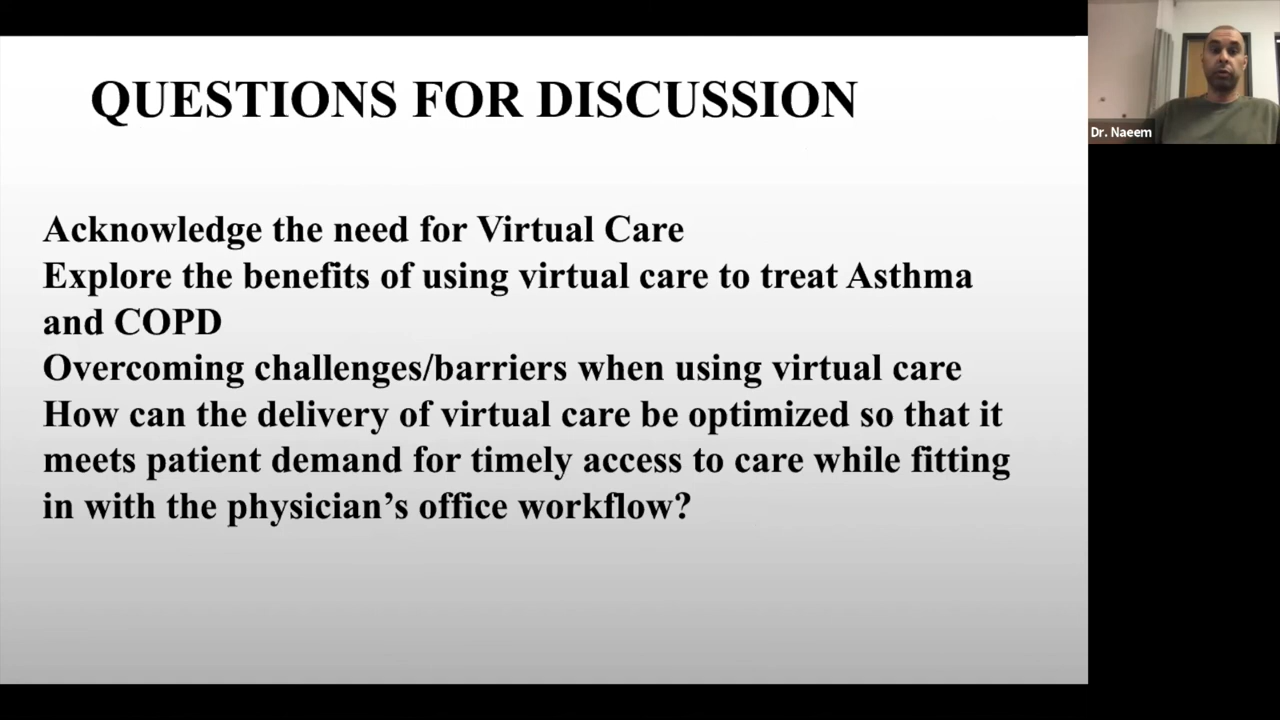 QUESTIONS FOR DISCUSSION
Acknowledge the need for Virtual Care
Explore the benefits of using virtual care to treat Asthma
and COPD
Overcoming challenges/barriers when using virtual care
How can the delivery of virtual care be optimized so that it
meets patient demand for timely access to care while fitting
in with the physician’s office workflow?
Dr. Naeem